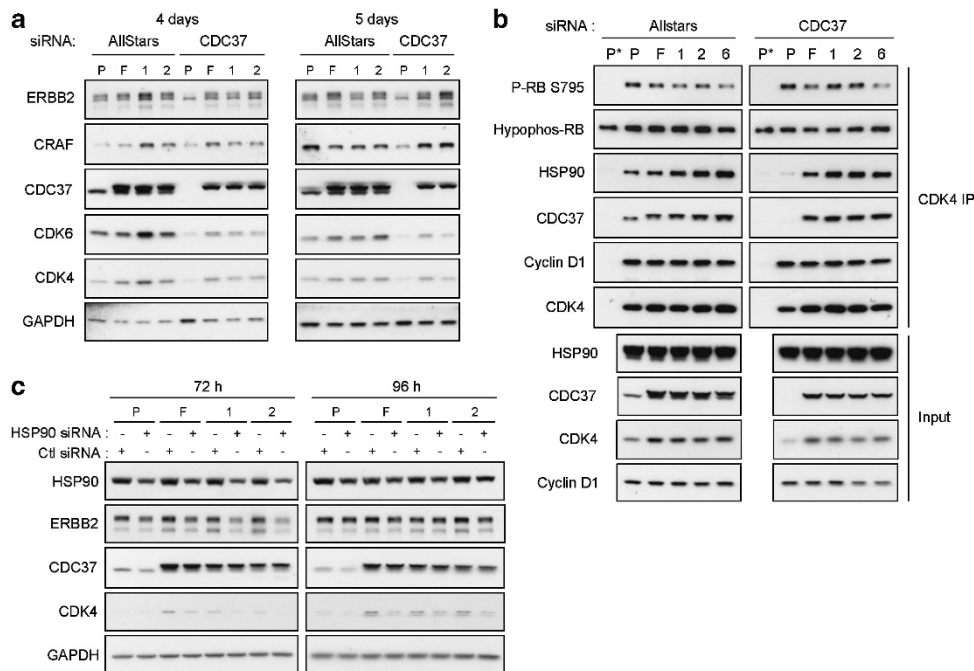 a
4 days 5 days
siRNA: AllStars CDC37 AllStars CDC37
P F 1 2 P F 1 2 P F 1 2 P F 1 2
ERBB2
CRAF
CDC37
CDK6
CDK4
GAPDH
b
siRNA : Allstars CDC37
P* P F 1 2 6 P* P F 1 2 6
P-RB S795
Hypophos-RB
HSP90
CDC37
Cyclin D1
CDK4
CDK4 IP
HSP90
CDC37
CDK4
Cyclin D1
Input
c
72 h 96 h
P F 1 2 P F 1 2
HSP90 siRNA : - + - + - + - + - + - + - + - +
Ctl siRNA : + - + - + - + - + - + - + - + -
HSP90
ERBB2
CDC37
CDK4
GAPDH